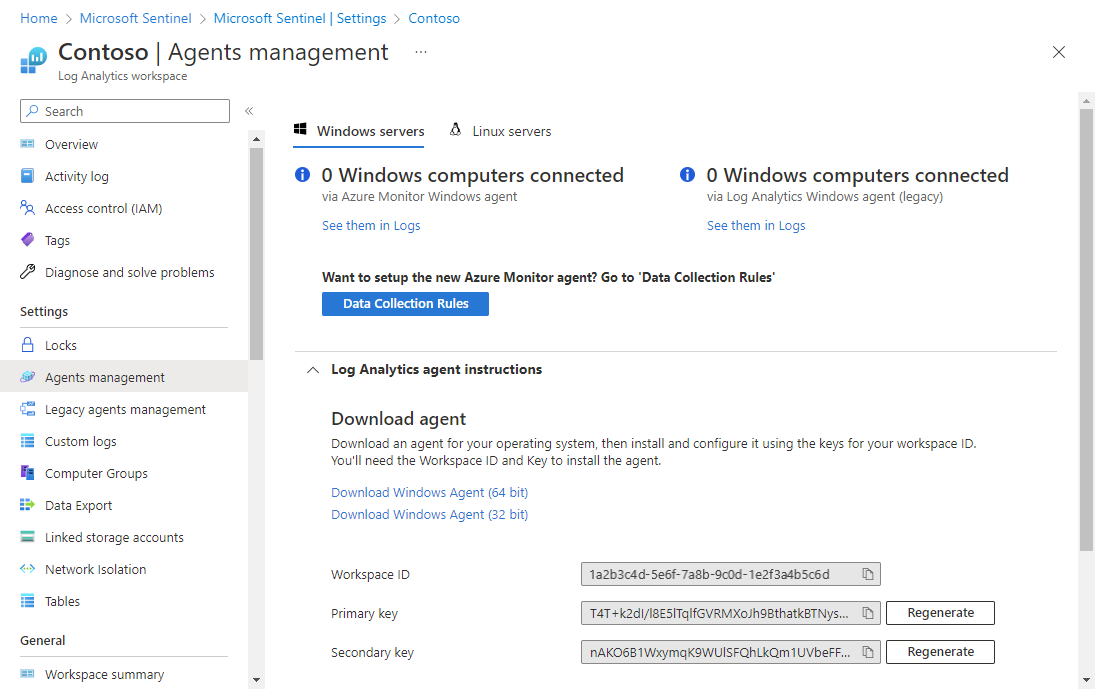 Home > Microsoft Sentinel > Microsoft Sentinel | Settings > Contoso
Contoso | Agents management ...
Log Analytics workspace
Search
Overview
Activity log
Access control (IAM)
Tags
Diagnose and solve problems
Settings
Locks
Agents management
Legacy agents management
Custom logs
Computer Groups
Data Export
Linked storage accounts
Network Isolation
Tables
General
Workspace summary
Windows servers
Linux servers
0 Windows computers connected
via Azure Monitor Windows agent
See them in Logs
0 Windows computers connected
via Log Analytics Windows agent (legacy)
See them in Logs
Want to setup the new Azure Monitor agent? Go to 'Data Collection Rules'
Data Collection Rules
Log Analytics agent instructions
Download agent
Download an agent for your operating system, then install and configure it using the keys for your workspace ID.
You'll need the Workspace ID and Key to install the agent.
Download Windows Agent (64 bit)
Download Windows Agent (32 bit)
Workspace ID
1a2b3c4d-5e6f-7a8b-9c0d-1e2f3a4b5c6d
Primary key
T4T+k2dI/l8E5lTqlfGVRMXoJh9BthatkBTNys...
Regenerate
Secondary key
nAKO6B1WxymqK9WUlSFQhLkQm1UVbeFF...
Regenerate